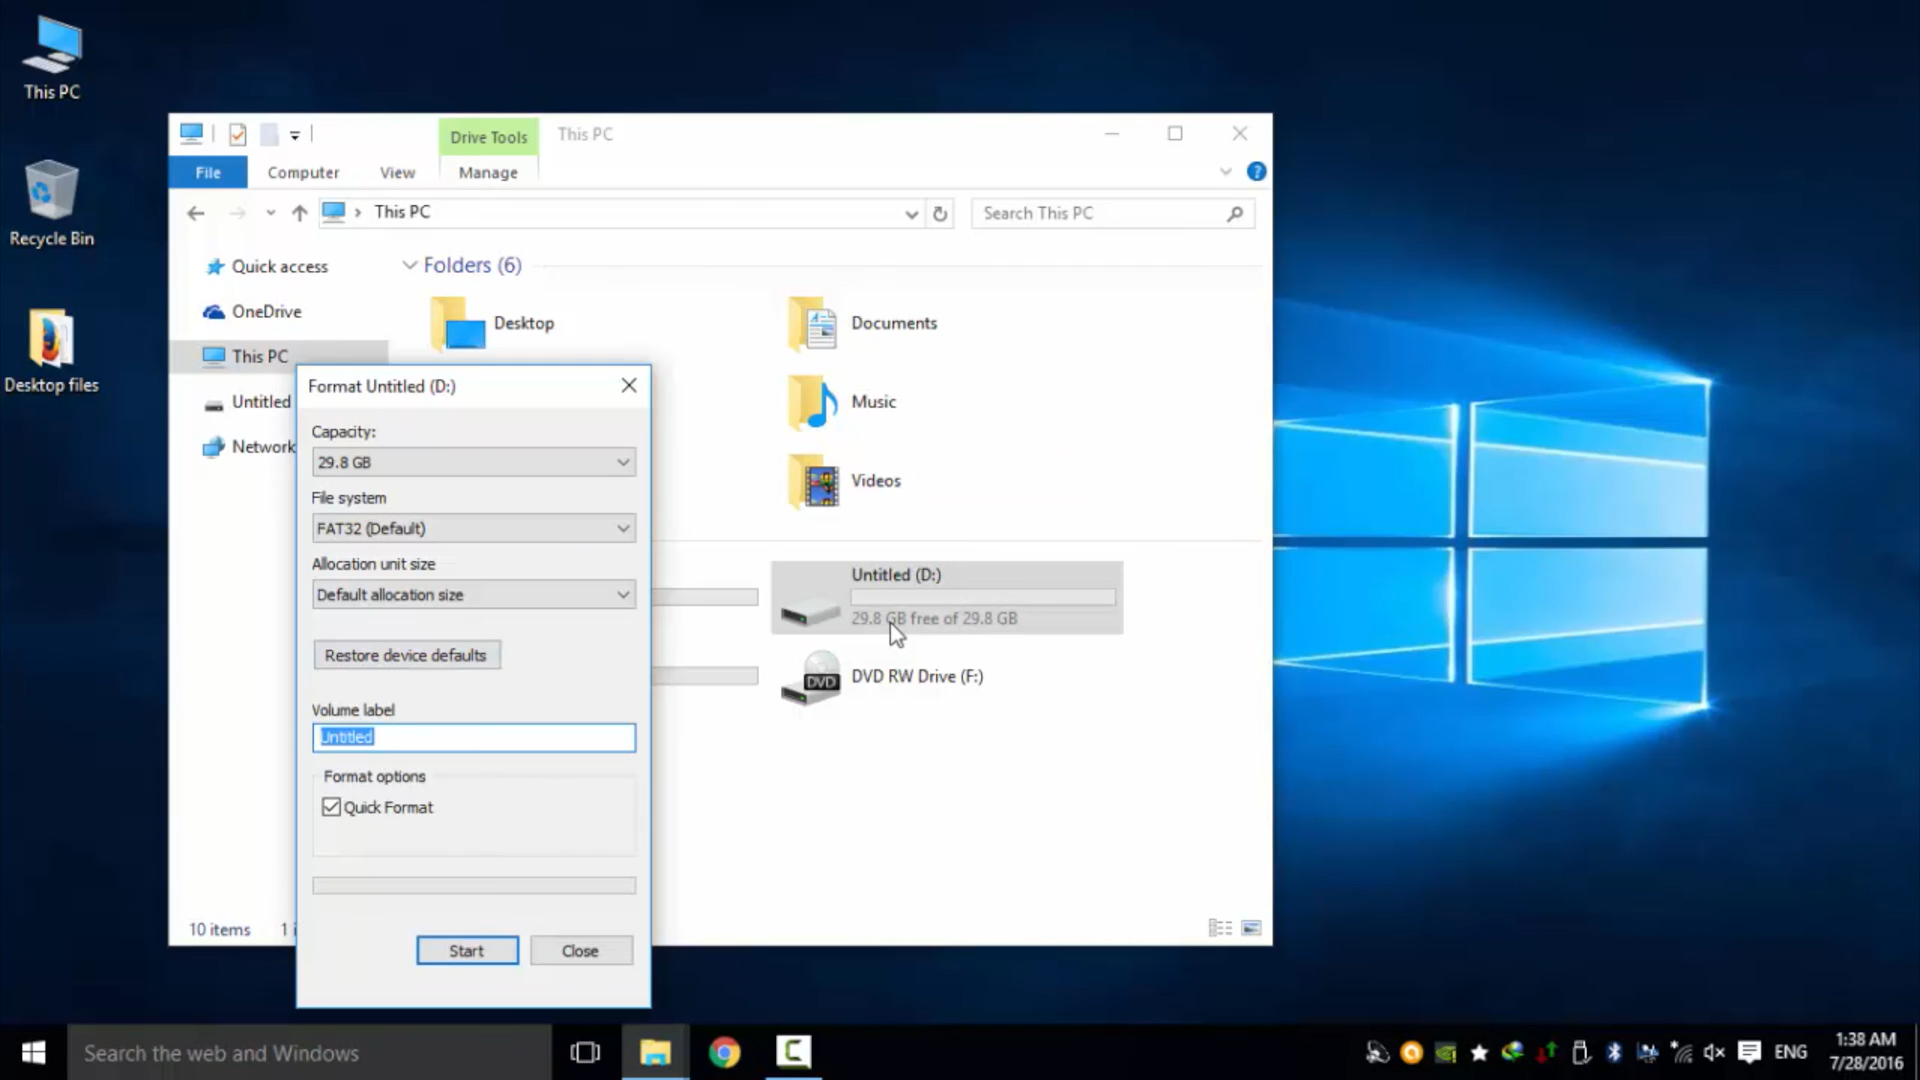 This PC
Recycle Bin
Desktop files
Drive Tools
This PC
File
Computer
View
Manage
This PC
Search This PC
Quick access
OneDrive
This PC
Untitled
Network
Folders (6)
Desktop
Documents
Music
Videos
Untitled (D:)
29.8 GB free of 29.8 GB
DVD
DVD RW Drive (F:)
10 items
1 i
Format Untitled (D:)
Capacity:
29.8 GB
File system
FAT32 (Default)
Allocation unit size
Default allocation size
Restore device defaults
Volume label
Untitled
Format options
Quick Format
Start
Close
Search the web and Windows
ENG
1:38 AM
7/28/2016